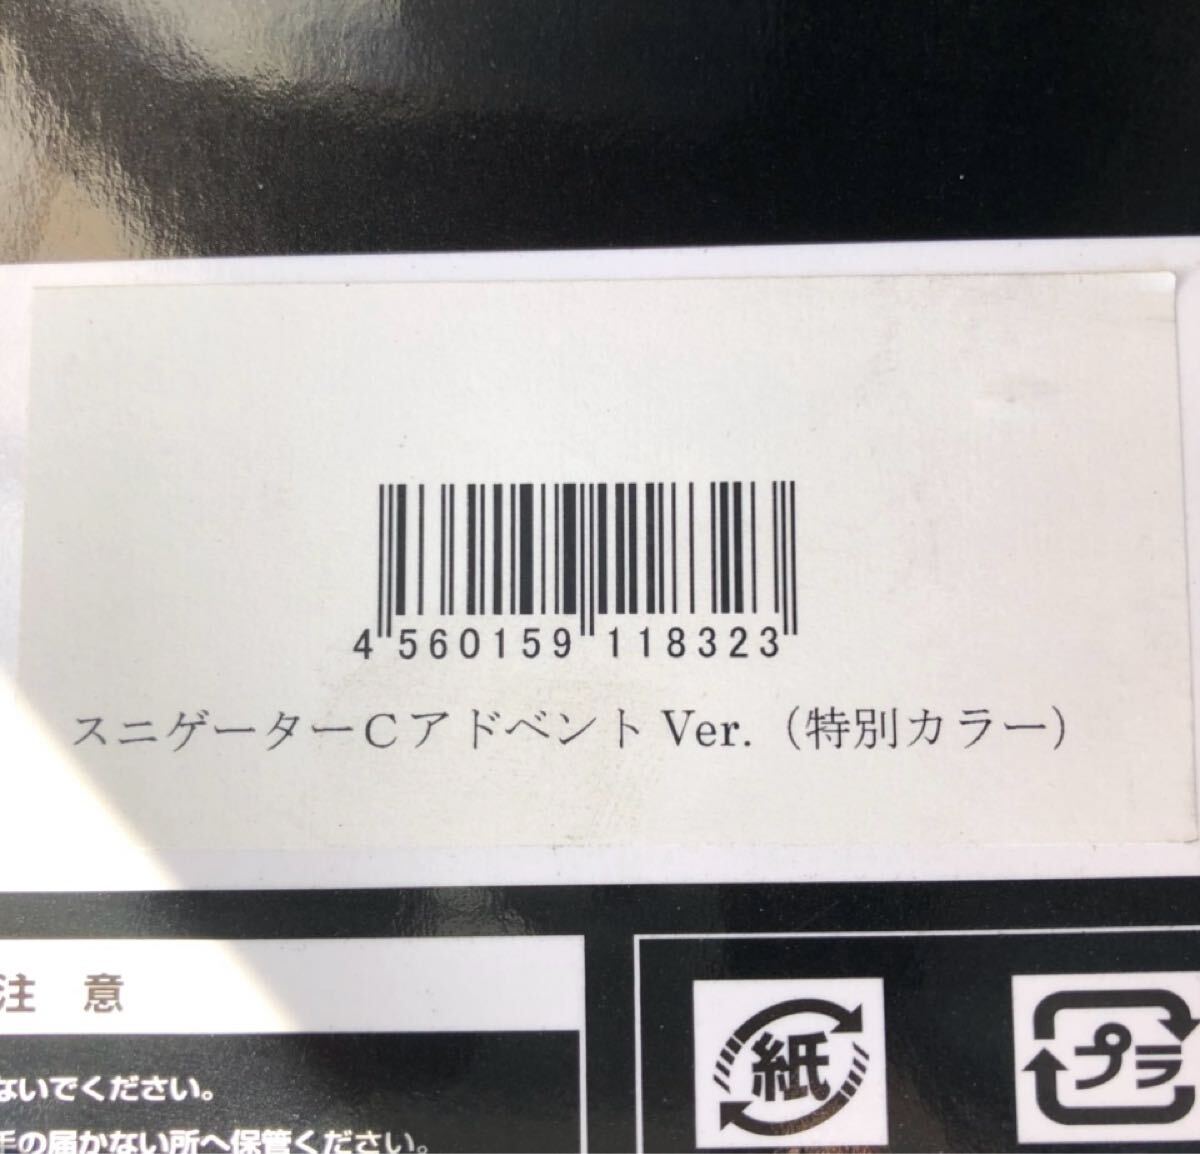 4 560159 118323
スニゲーターCアドベントVer.（特別カラー）
注 意
ないでください。
手の届かない所へ保管ください。
紙
プラ